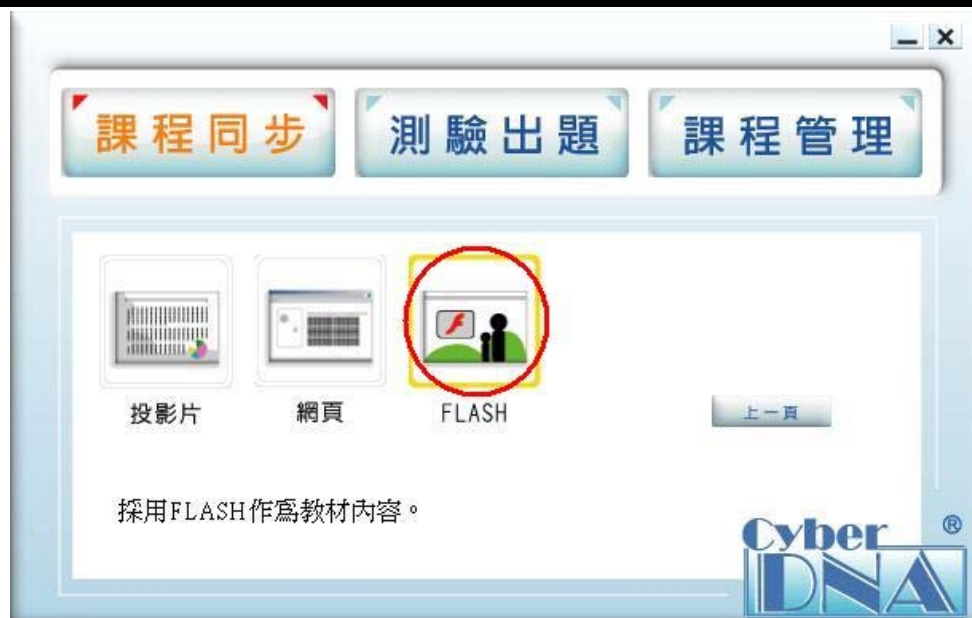 課程同步 測驗出題 課程管理
投影片 網頁 FLASH
上一頁
採用FLASH作為教材內容。
Cyber ®
DNA